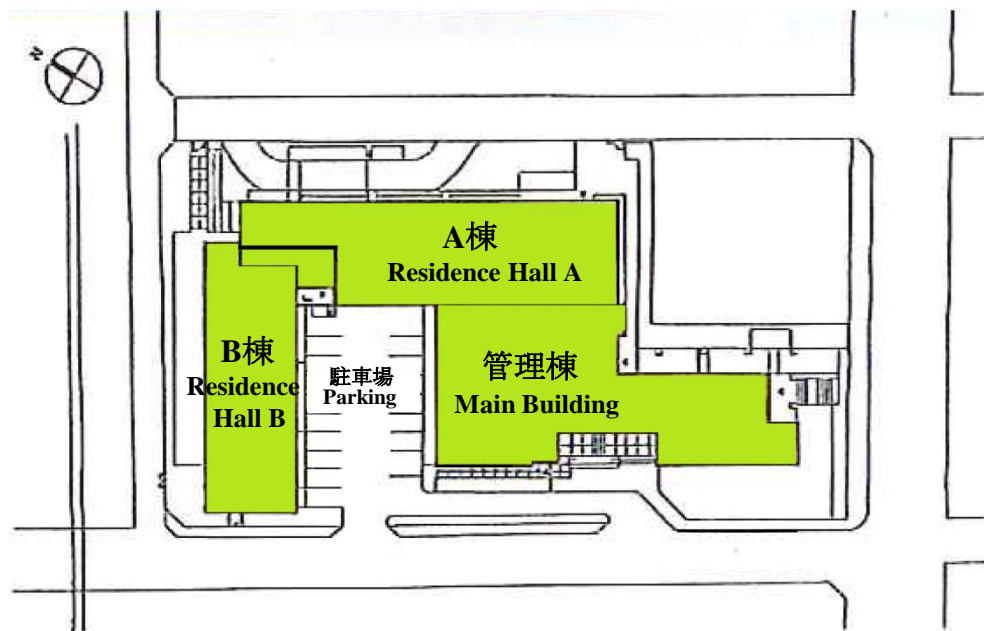 N
A棟
Residence Hall A
B棟
Residence
Hall B
駐車場
Parking
管理棟
Main Building